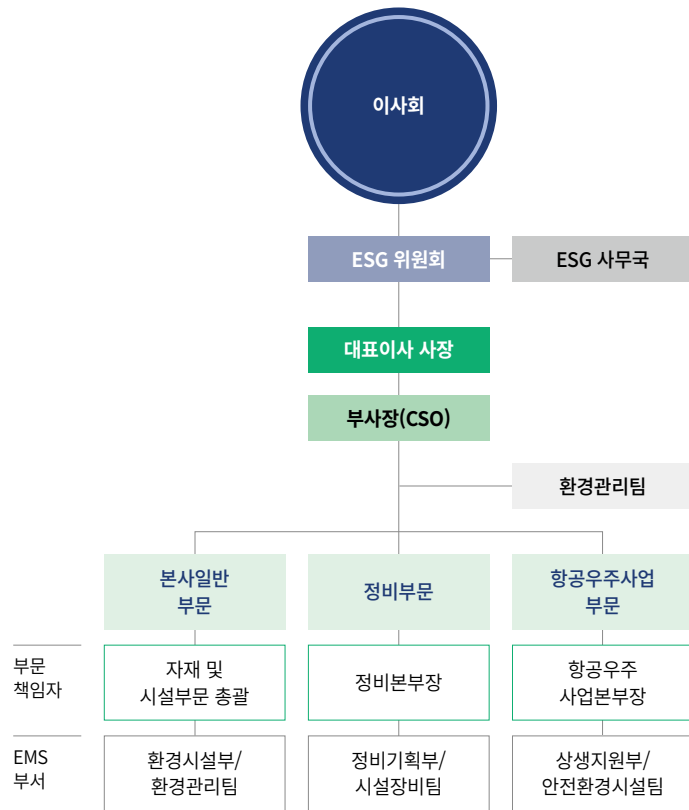 이사회
ESG 위원회
ESG 사무국
대표이사 사장
부사장(CSO)
환경관리팀
본사일반
부문
정비부문
항공우주사업
부문
부문
책임자
자재 및
시설부문 총괄
정비본부장
항공우주
사업본부장
EMS
부서
환경시설부/
환경관리팀
정비기획부/
시설장비팀
상생지원부/
안전환경시설팀